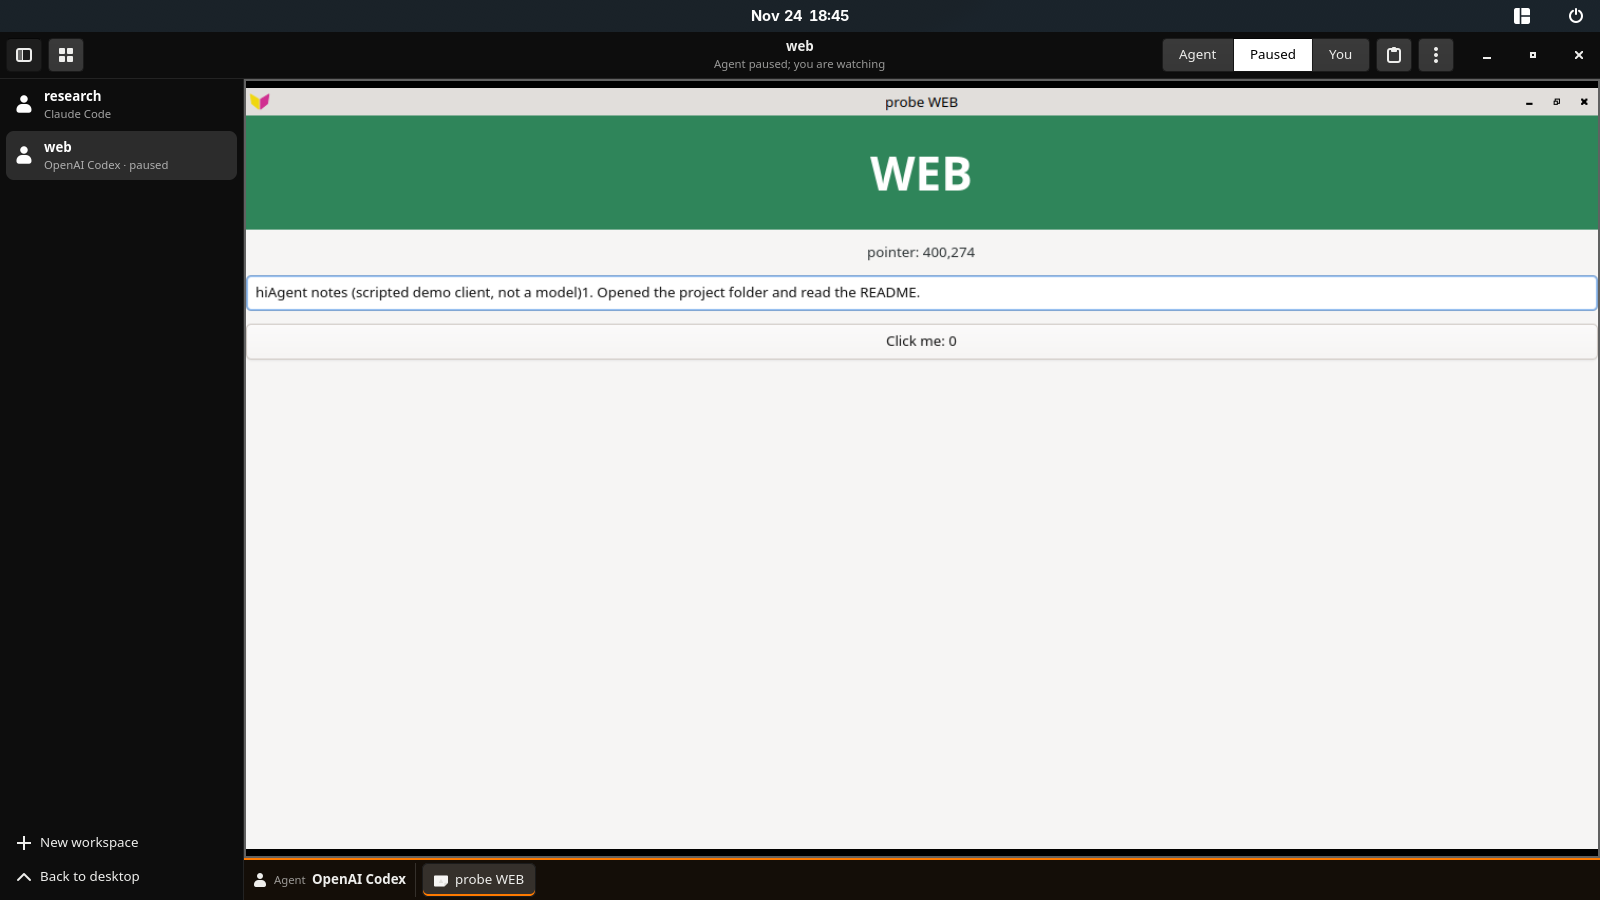 Nov 24 18:45
web
Agent paused; you are watching
Agent
Paused
You
research
Claude Code
web
OpenAI Codex · paused
probe WEB
WEB
pointer: 400,274
hiAgent notes (scripted demo client, not a model)1. Opened the project folder and read the README.
Click me: 0
New workspace
Back to desktop
Agent OpenAI Codex
probe WEB